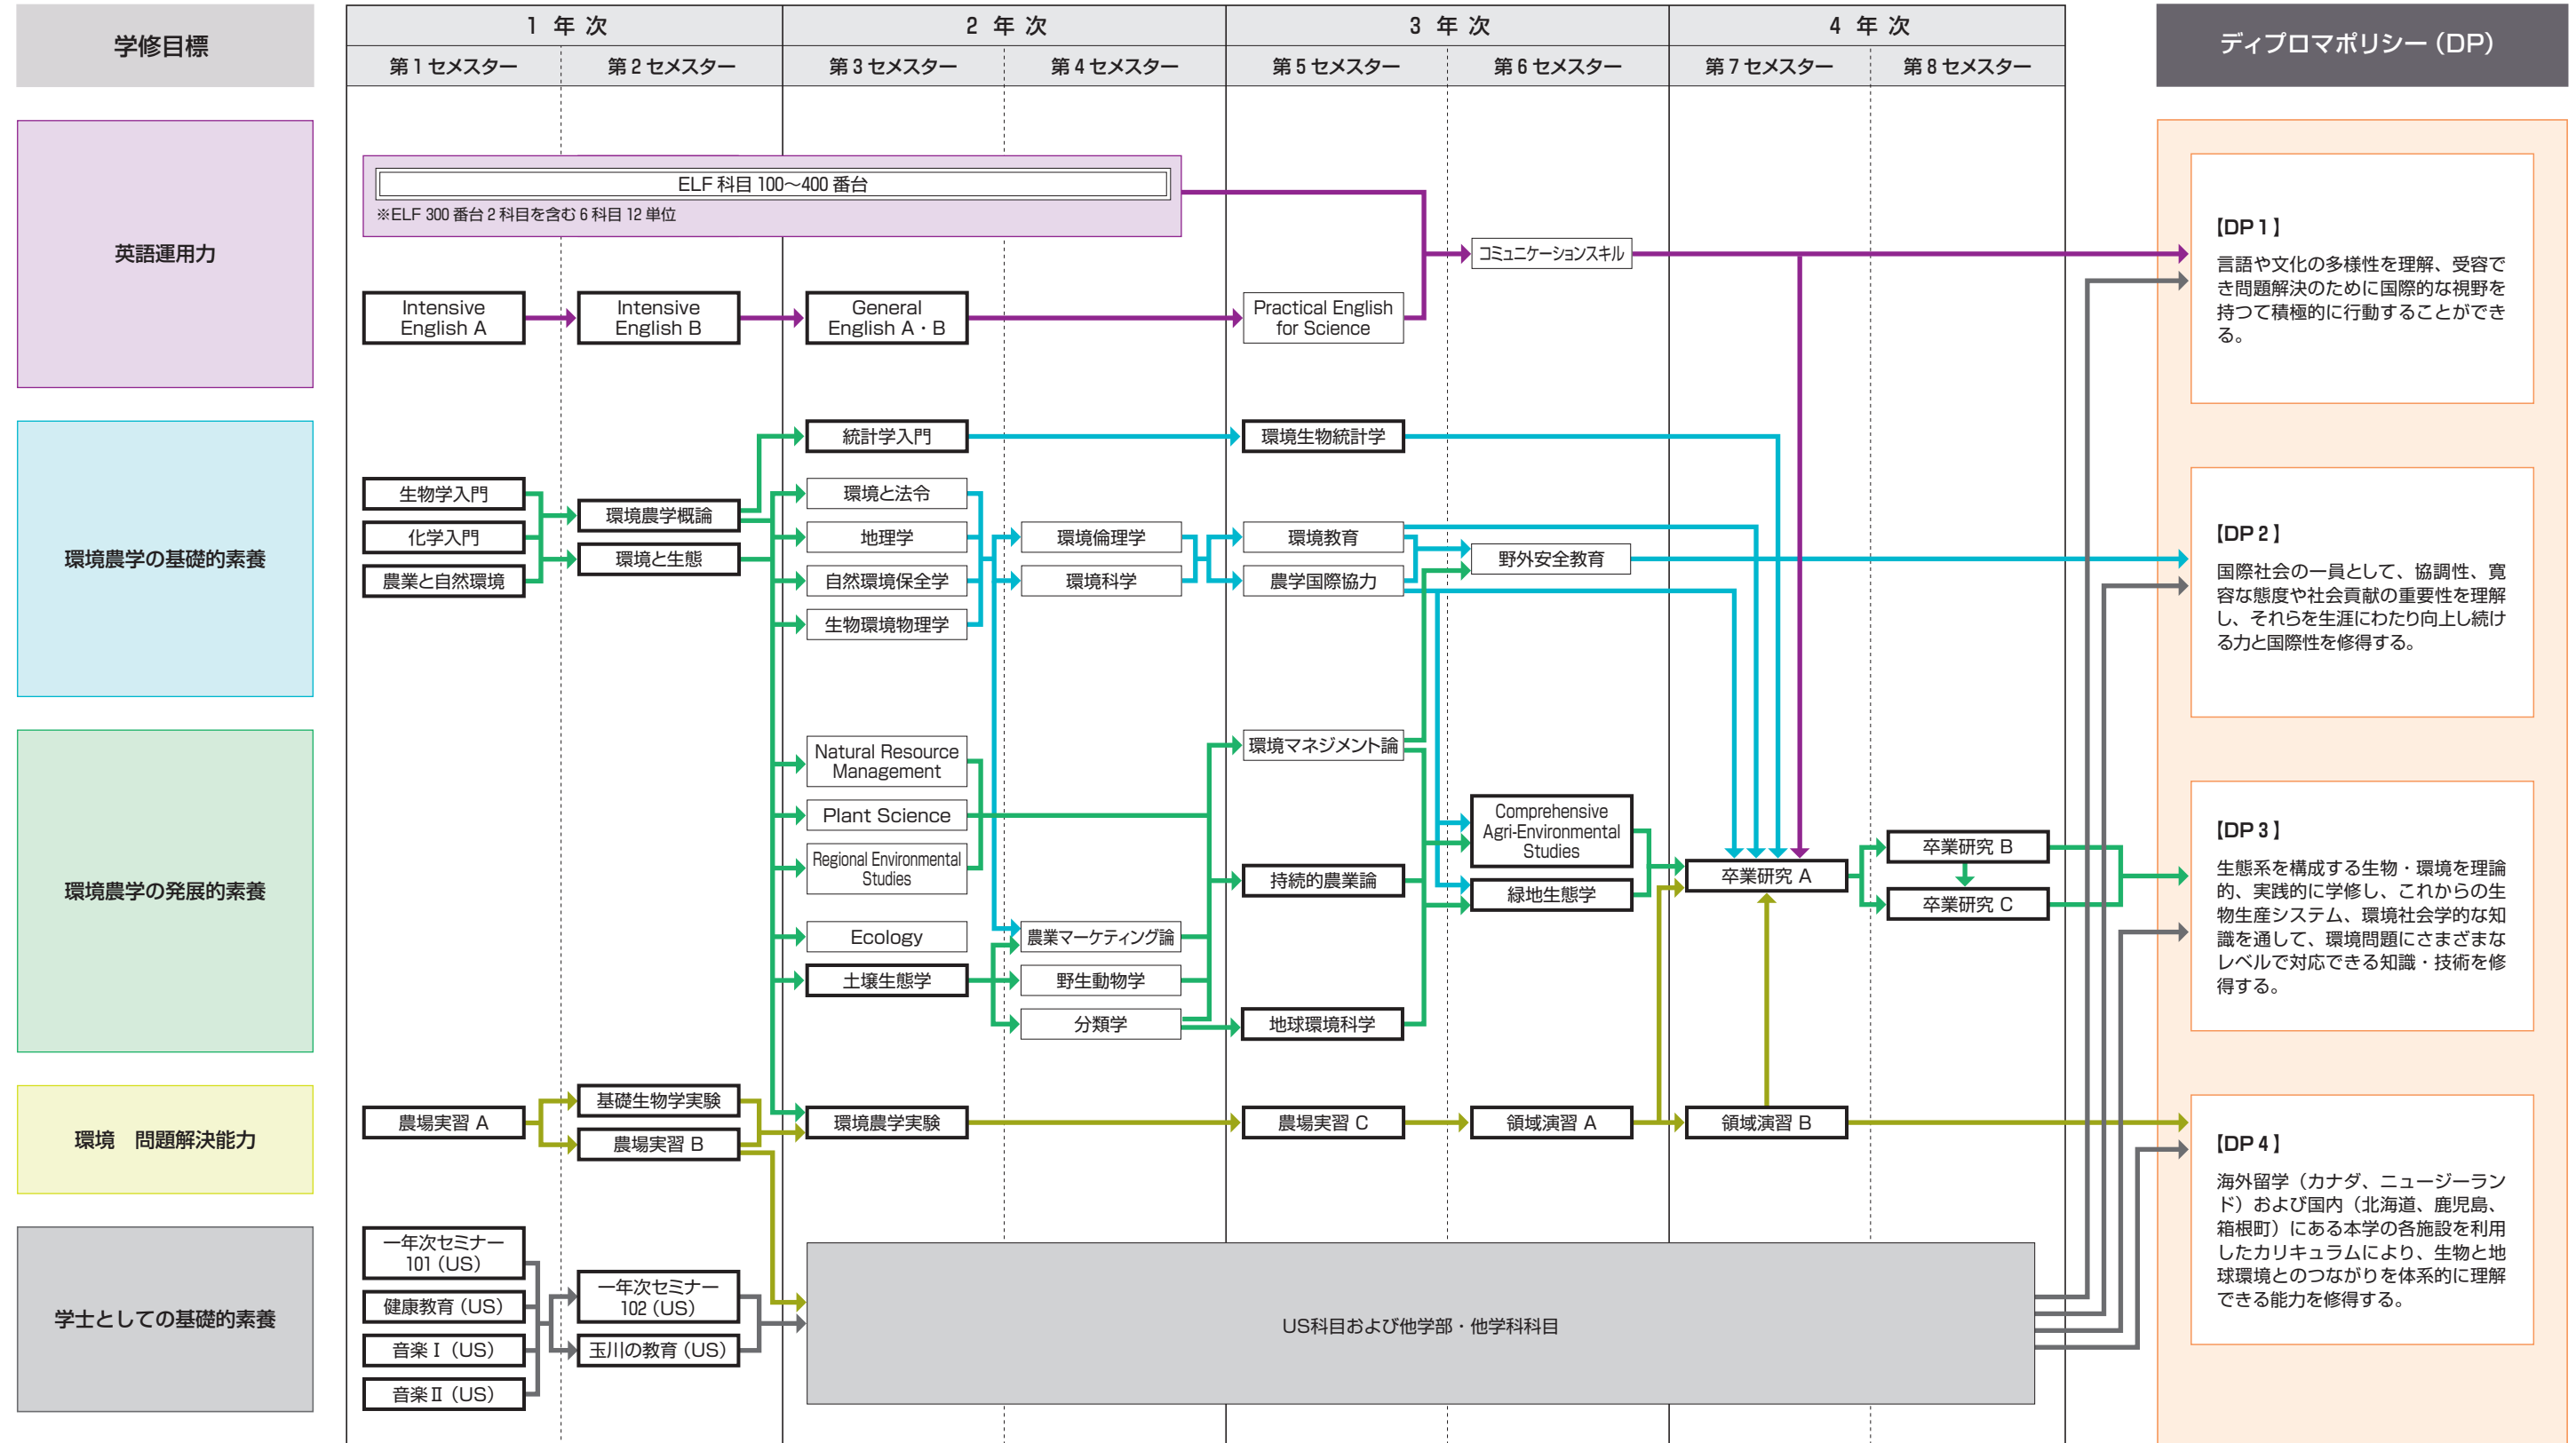 学修目標
1 年 次
2 年 次
3 年 次
4 年 次
第1セメスター
第2セメスター
第3セメスター
第4セメスター
第5セメスター
第6セメスター
第7セメスター
第8セメスター
ディプロマポリシー（DP）
英語運用力
ELF 科目 100～400 番台
※ELF 300 番台 2 科目を含む 6 科目 12 単位
Intensive
English A
Intensive
English B
General
English A・B
Practical English
for Science
コミュニケーションスキル
環境農学の基礎的素養
生物学入門
化学入門
農業と自然環境
環境農学概論
環境と生態
統計学入門
環境と法令
地理学
自然環境保全学
生物環境物理学
環境倫理学
環境科学
環境生物統計学
環境教育
農学国際協力
野外安全教育
環境農学の発展的素養
Natural Resource
Management
Plant Science
Regional Environmental
Studies
Ecology
土壌生態学
農業マーケティング論
野生動物学
分類学
環境マネジメント論
持続的農業論
地球環境科学
Comprehensive
Agri-Environmental
Studies
緑地生態学
卒業研究 A
卒業研究 B
卒業研究 C
環境　問題解決能力
農場実習 A
基礎生物学実験
農場実習 B
環境農学実験
農場実習 C
領域演習 A
領域演習 B
学士としての基礎的素養
一年次セミナー
101（US）
健康教育（US）
音楽Ⅰ（US）
音楽Ⅱ（US）
一年次セミナー
102（US）
玉川の教育（US）
US科目および他学部・他学科科目
【DP 1】
言語や文化の多様性を理解、受容で
き問題解決のために国際的な視野を
持つて積極的に行動することができ
る。
【DP 2】
国際社会の一員として、協調性、寛
容な態度や社会貢献の重要性を理解
し、それらを生涯にわたり向上し続け
る力と国際性を修得する。
【DP 3】
生態系を構成する生物・環境を理論
的、実践的に学修し、これからの生
物生産システム、環境社会学的な知
識を通して、環境問題にさまざまな
レベルで対応できる知識・技術を修
得する。
【DP 4】
海外留学（カナダ、ニュージーラン
ド）および国内（北海道、鹿児島、
箱根町）にある本学の各施設を利用
したカリキュラムにより、生物と地
球環境とのつながりを体系的に理解
できる能力を修得する。